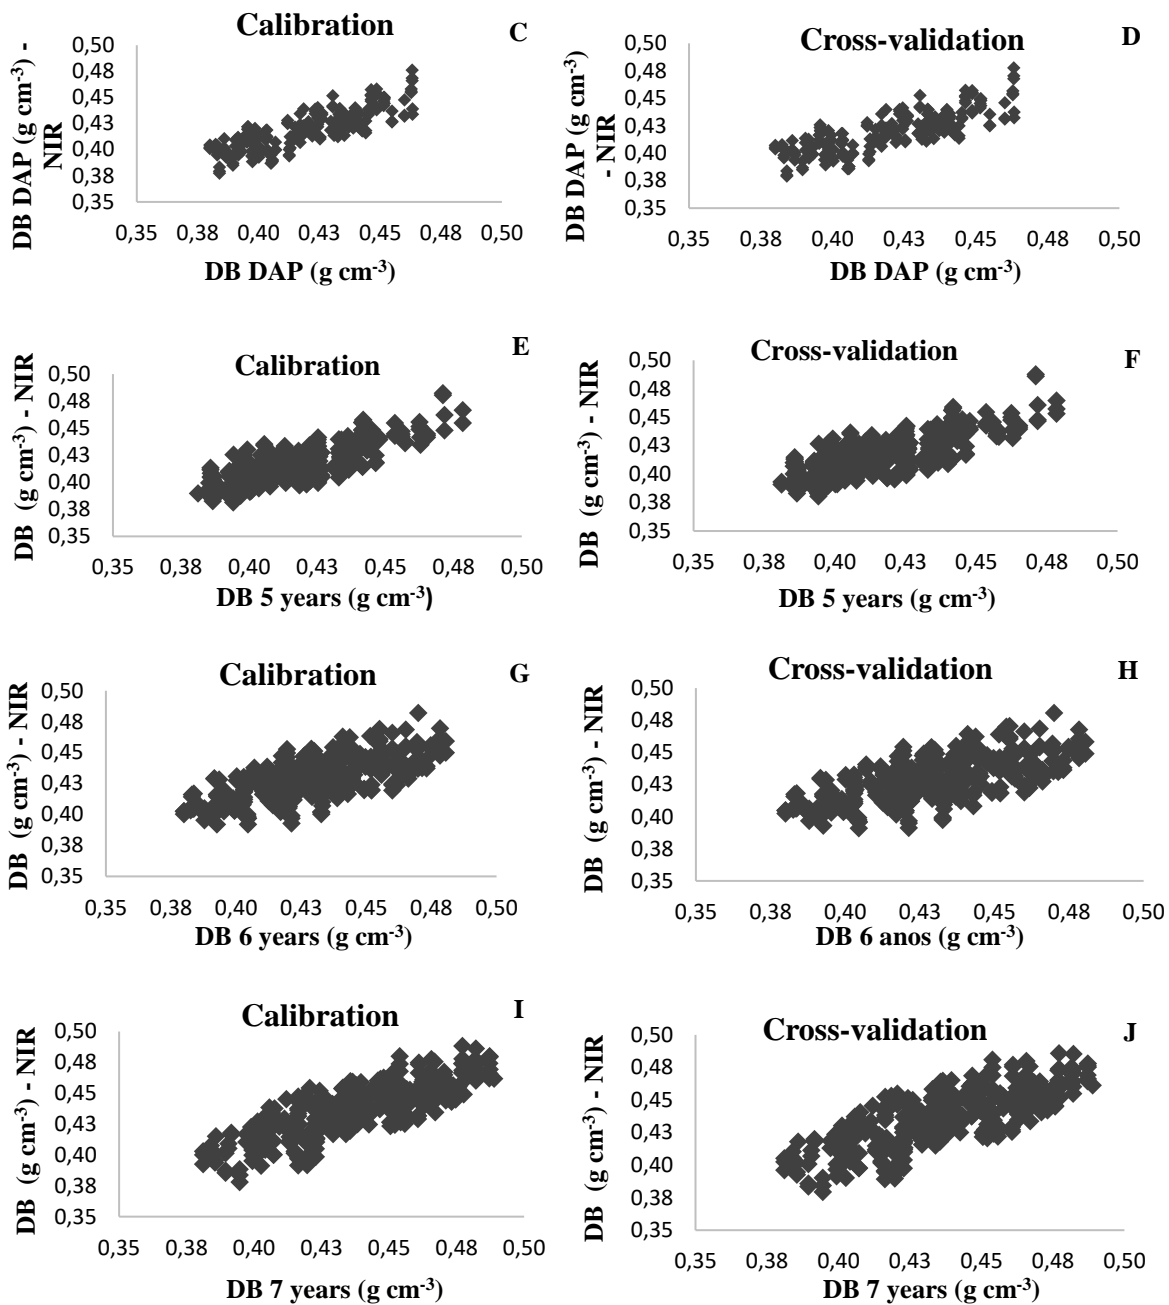 Calibration
C
DB DAP (g cm-3) -
NIR
0,50
0,48
0,45
0,43
0,40
0,38
0,35
0,35 0,38 0,40 0,43 0,45 0,48 0,50
DB DAP (g cm-3)
Cross-validation
D
DB DAP (g cm-3)
- NIR
0,50
0,48
0,45
0,43
0,40
0,38
0,35
0,35 0,38 0,40 0,43 0,45 0,48 0,50
DB DAP (g cm-3)
Calibration
E
DB (g cm-3) - NIR
0,50
0,48
0,45
0,43
0,40
0,38
0,35
0,35 0,38 0,40 0,43 0,45 0,48 0,50
DB 5 years (g cm-3)
Cross-validation
F
DB (g cm-3) - NIR
0,50
0,48
0,45
0,43
0,40
0,38
0,35
0,35 0,38 0,40 0,43 0,45 0,48 0,50
DB 5 years (g cm-3)
Calibration
G
DB (g cm-3) - NIR
0,50
0,48
0,45
0,43
0,40
0,38
0,35
0,35 0,38 0,40 0,43 0,45 0,48 0,50
DB 6 years (g cm-3)
Cross-validation
H
DB (g cm-3) - NIR
0,50
0,48
0,45
0,43
0,40
0,38
0,35
0,35 0,38 0,40 0,43 0,45 0,48 0,50
DB 6 anos (g cm-3)
Calibration
I
DB (g cm-3) - NIR
0,50
0,48
0,45
0,43
0,40
0,38
0,35
0,35 0,38 0,40 0,43 0,45 0,48 0,50
DB 7 years (g cm-3)
Cross-validation
J
DB (g cm-3) - NIR
0,50
0,48
0,45
0,43
0,40
0,38
0,35
0,35 0,38 0,40 0,43 0,45 0,48 0,50
DB 7 years (g cm-3)